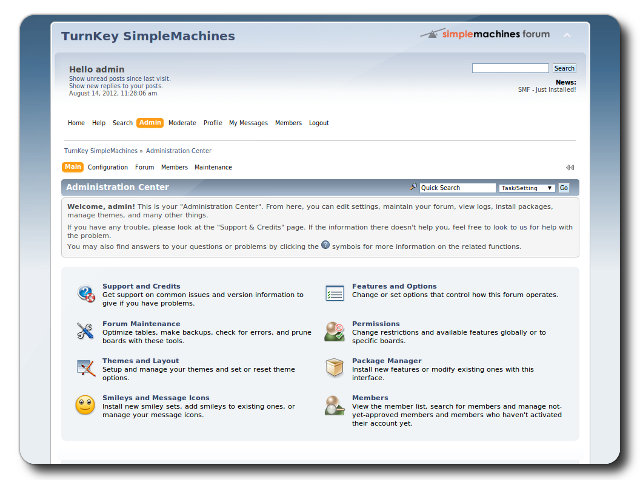 TurnKey SimpleMachines
simplemachines forum
Hello admin
Show unread posts since last visit.
Show new replies to your posts.
August 14, 2012, 11:28:06 am
Search
News:
SMF - Just Installed!
Home Help Search Admin Moderate Profile My Messages Members Logout
TurnKey SimpleMachines » Administration Center
Main Configuration Forum Members Maintenance
Administration Center
Quick Search Task/Setting Go
Welcome, admin! This is your "Administration Center". From here, you can edit settings, maintain your forum, view logs, install packages,
manage themes, and many other things.
If you have any trouble, please look at the "Support & Credits" page. If the information there doesn't help you, feel free to look to us for help with
the problem.
You may also find answers to your questions or problems by clicking the ? symbols for more information on the related functions.
Support and Credits
Get support on common issues and version information to
give if you have problems.
Features and Options
Change or set options that control how this forum operates.
Forum Maintenance
Optimize tables, make backups, check for errors, and prune
boards with these tools.
Permissions
Change restrictions and available features globally or to
specific boards.
Themes and Layout
Setup and manage your themes and set or reset theme
options.
Package Manager
Install new features or modify existing ones with this
interface.
Smileys and Message Icons
Install new smiley sets, add smileys to existing ones, or
manage your message icons.
Members
View the member list, search for members and manage not-
yet-approved members and members who haven't activated
their account yet.